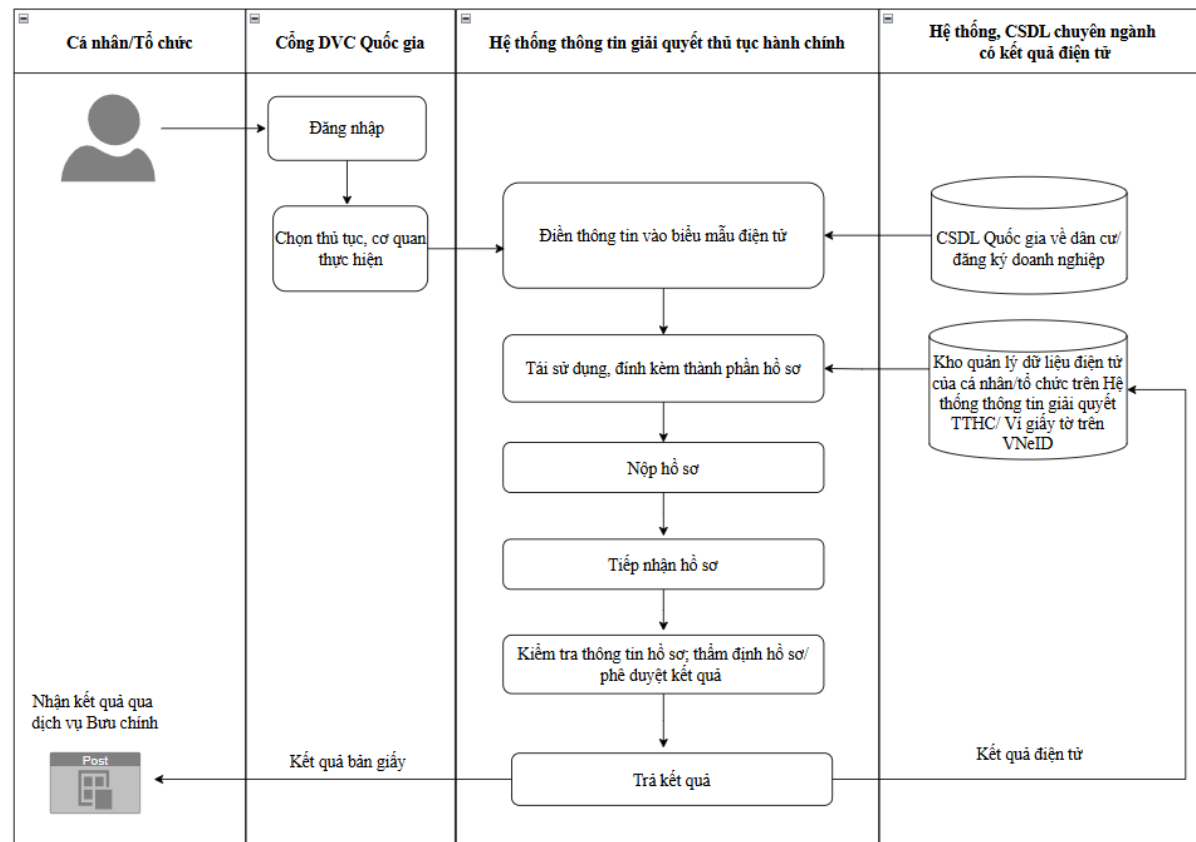 Cá nhân/Tổ chức
Cổng DVC Quốc gia
Hệ thống thông tin giải quyết thủ tục hành chính
Hệ thống, CSDL chuyên ngành
có kết quả điện tử
Đăng nhập
Chọn thủ tục, cơ quan
thực hiện
Điền thông tin vào biểu mẫu điện tử
CSDL Quốc gia về dân cư/
đăng ký doanh nghiệp
Tái sử dụng, đính kèm thành phần hồ sơ
Kho quản lý dữ liệu điện tử
của cá nhân/tổ chức trên Hệ
thống thông tin giải quyết
TTHC/ Ví giấy tờ trên
VNeID
Nộp hồ sơ
Tiếp nhận hồ sơ
Kiểm tra thông tin hồ sơ; thẩm định hồ sơ/
phê duyệt kết quả
Nhận kết quả qua
dịch vụ Bưu chính
Post
Kết quả bản giấy
Trả kết quả
Kết quả điện tử